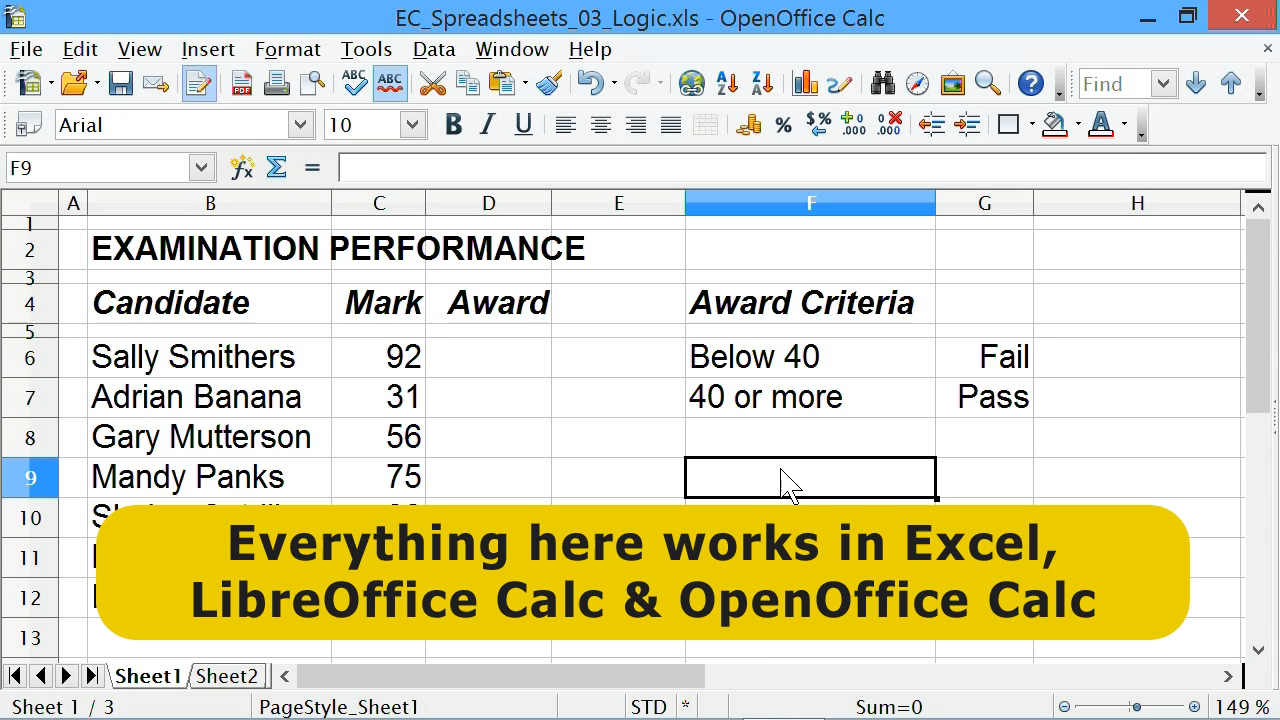 EC_Spreadsheets_03_Logic.xls - OpenOffice Calc
File Edit View Insert Format Tools Data Window Help
ABC ABC Find
Arial 10 B I U
F9
A B C D E F G H
1
2 EXAMINATION PERFORMANCE
3
4 Candidate Mark Award Award Criteria
5
6 Sally Smithers 92 Below 40 Fail
7 Adrian Banana 31 40 or more Pass
8 Gary Mutterson 56
9 Mandy Panks 75
10
11
12
13
Everything here works in Excel,
LibreOffice Calc & OpenOffice Calc
Sheet1 Sheet2
Sheet 1 / 3 PageStyle_Sheet1 STD * Sum=0 149 %